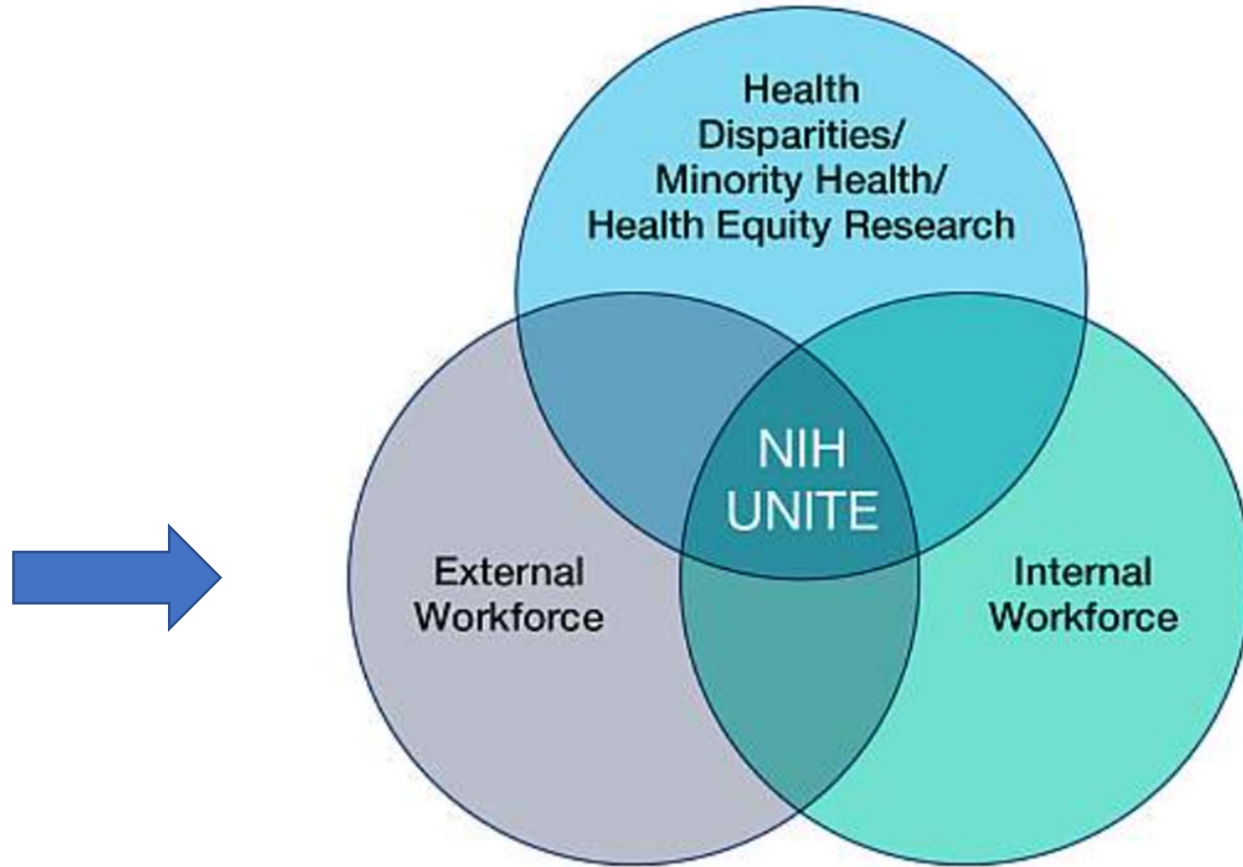 Health
Disparities/
Minority Health/
Health Equity Research
NIH
UNITE
External
Workforce
Internal
Workforce